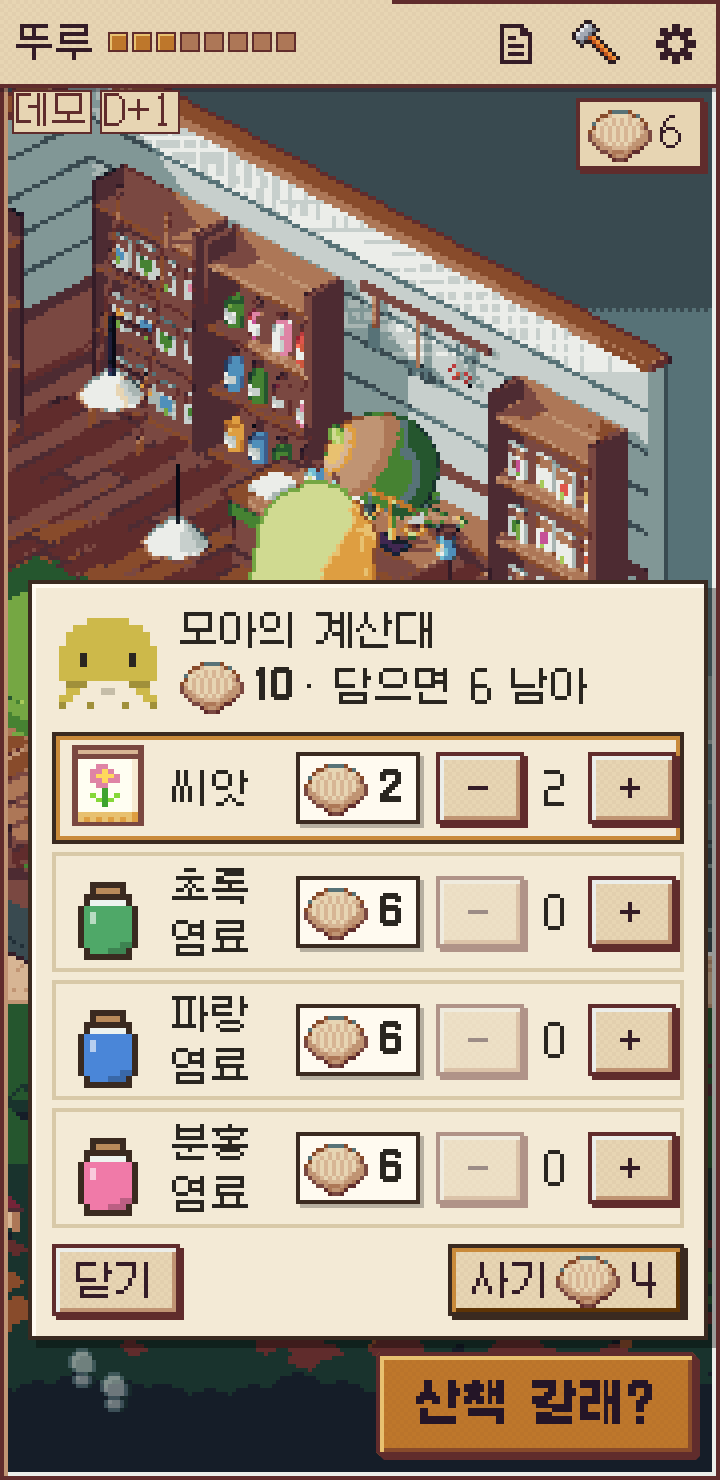 뚜루
데모 D+1
6
모아의 계산대
10 · 담으면 6 남아
씨앗 2 − 2 +
초록 염료 6 − 0 +
파랑 염료 6 − 0 +
분홍 염료 6 − 0 +
닫기 사기 4
산책 갈래?